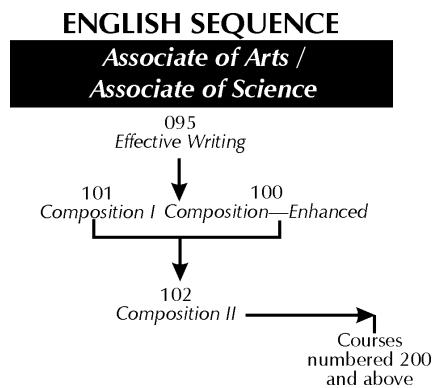 ENGLISH SEQUENCE
Associate of Arts /
Associate of Science
095
Effective Writing
101
Composition I
100
Composition—Enhanced
102
Composition II
Courses
numbered 200
and above